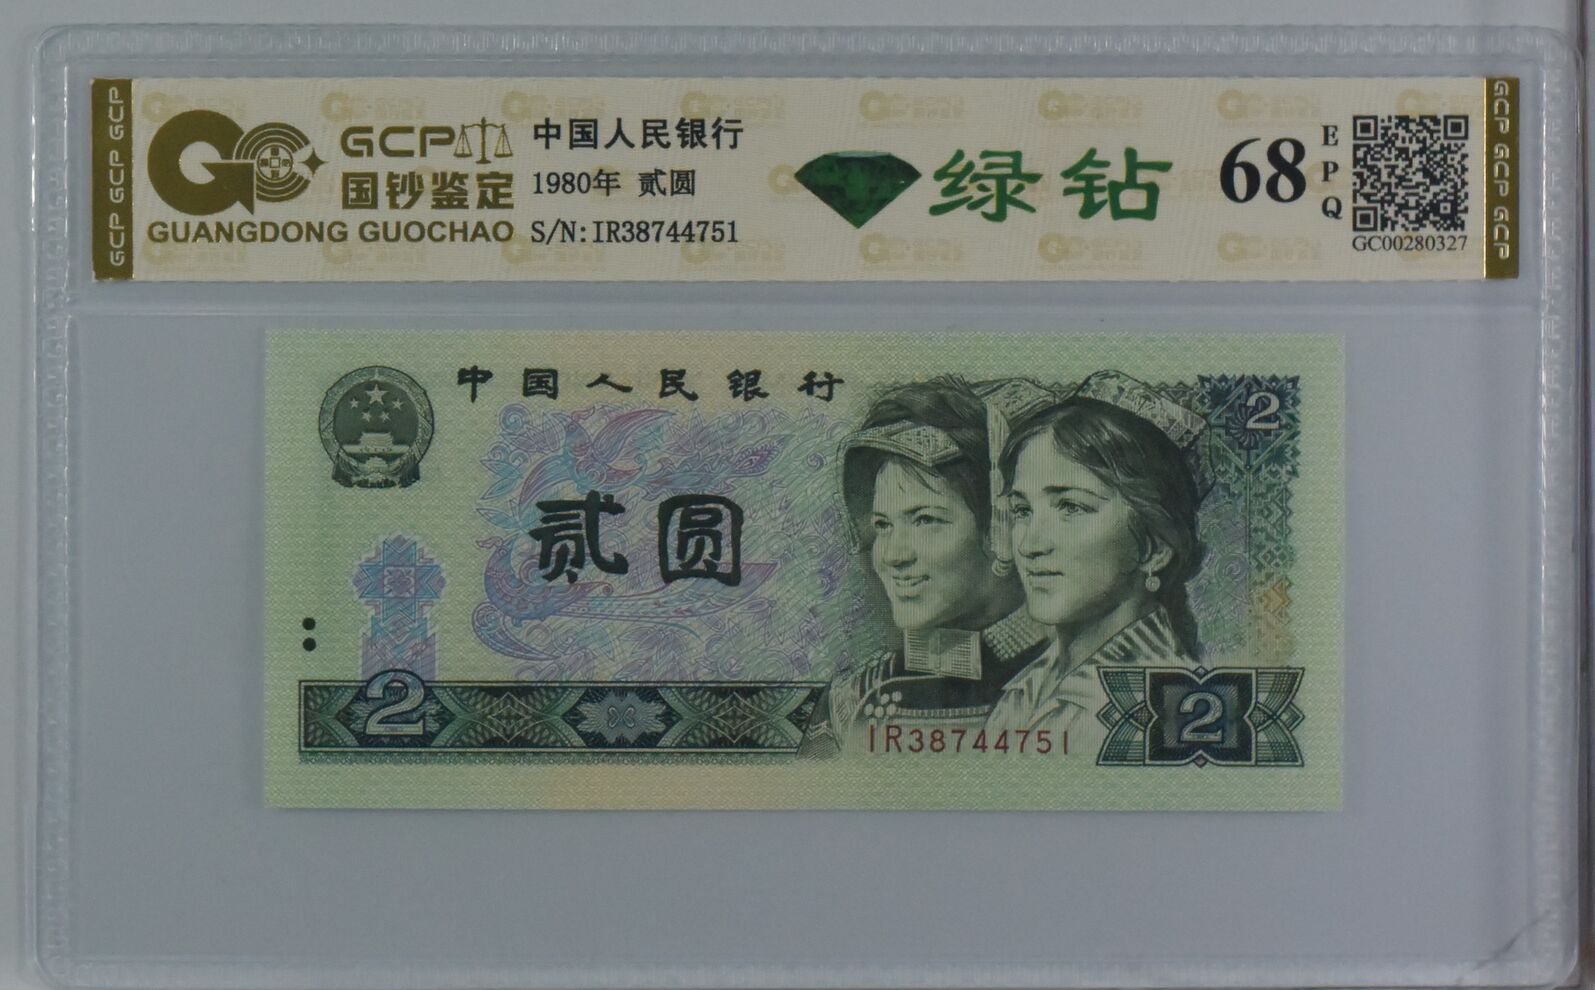 GCP GCP GCP
GCP
国钞鉴定
GUANGDONG GUOCHAO
中国人民银行
1980年 贰圆
S/N:IR38744751
绿钻
68
EPQ
GC00280327
GCP GCP GCP GCP
中国人民银行
2
贰圆
2
IR38744751
2